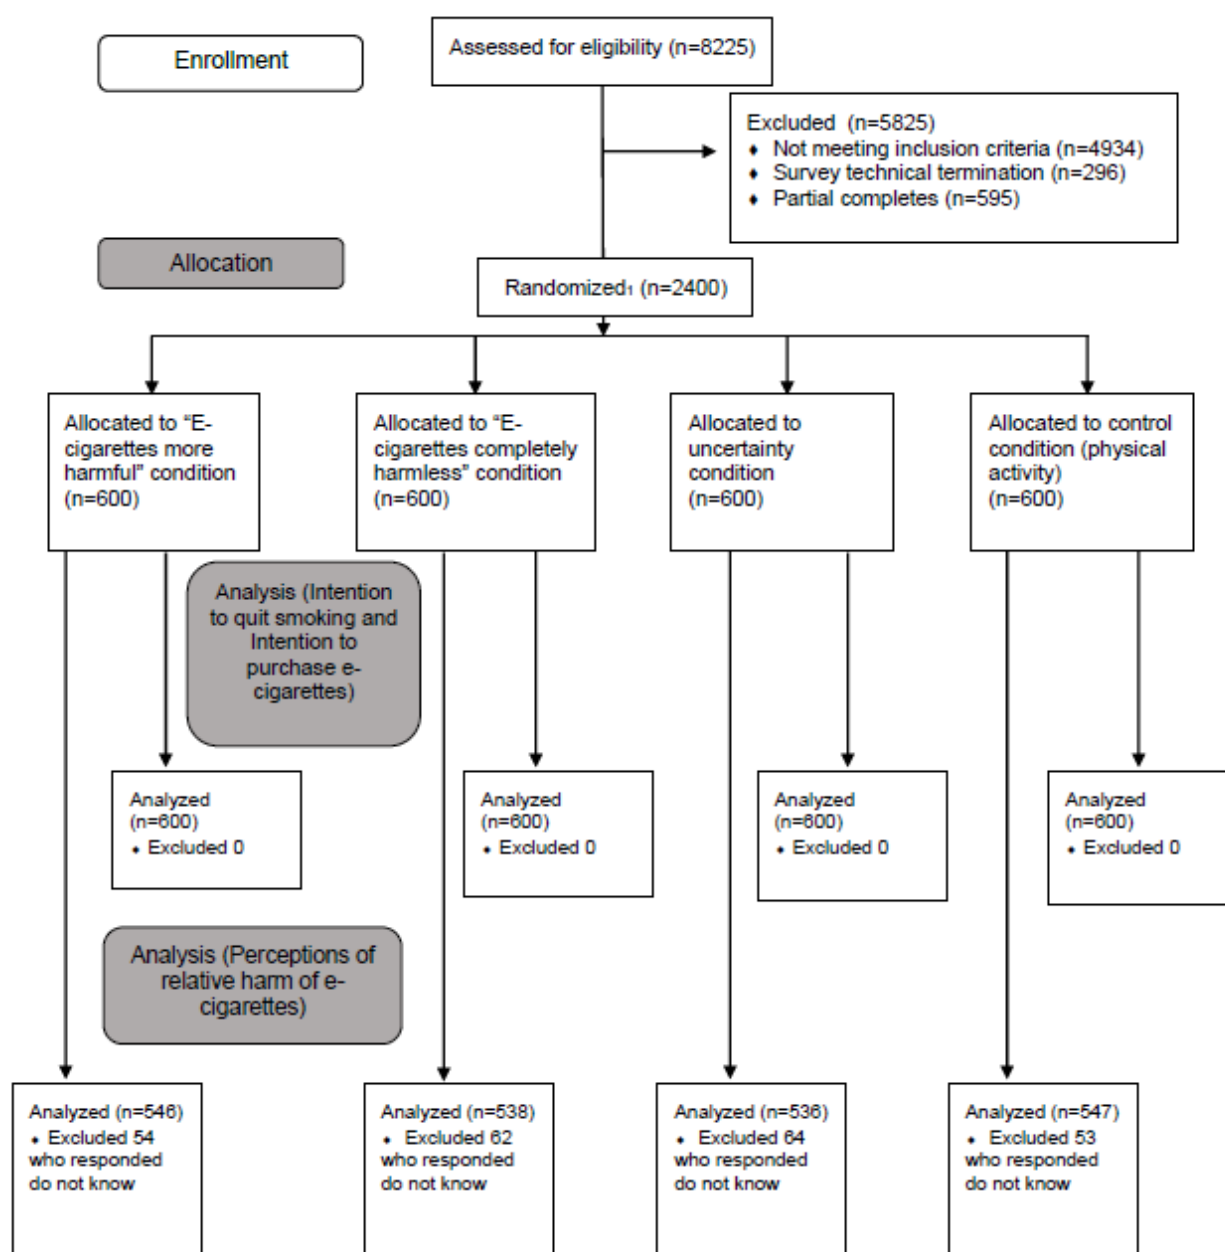 Enrollment
Assessed for eligibility (n=8225)
Excluded (n=5825)
♦ Not meeting inclusion criteria (n=4934)
♦ Survey technical termination (n=296)
♦ Partial completes (n=595)
Allocation
Randomized₁ (n=2400)
Allocated to “E-
cigarettes more
harmful” condition
(n=600)
Allocated to “E-
cigarettes completely
harmless” condition
(n=600)
Allocated to
uncertainty
condition
(n=600)
Allocated to control
condition (physical
activity)
(n=600)
Analysis (Intention
to quit smoking and
Intention to
purchase e-
cigarettes)
Analyzed
(n=600)
♦ Excluded 0
Analyzed
(n=600)
♦ Excluded 0
Analyzed
(n=600)
♦ Excluded 0
Analyzed
(n=600)
♦ Excluded 0
Analysis (Perceptions of
relative harm of e-
cigarettes)
Analyzed (n=546)
♦ Excluded 54
who responded
do not know
Analyzed (n=538)
♦ Excluded 62
who responded
do not know
Analyzed (n=536)
♦ Excluded 64
who responded
do not know
Analyzed (n=547)
♦ Excluded 53
who responded
do not know